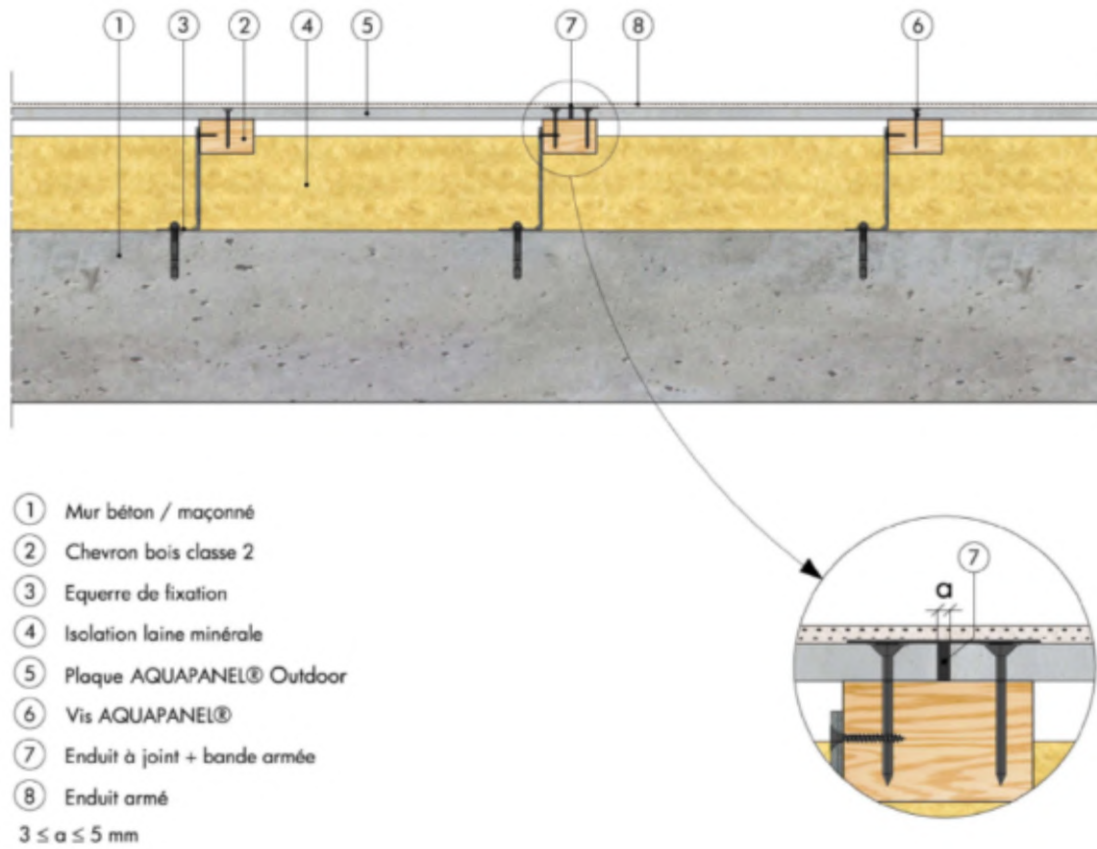 1 3 2 4 5 7 8 6
1 Mur béton / maçonné
2 Chevron bois classe 2
3 Equerre de fixation
4 Isolation laine minérale
5 Plaque AQUAPANEL® Outdoor
6 Vis AQUAPANEL®
7 Enduit à joint + bande armée
8 Enduit armé
3 ≤ a ≤ 5 mm
7
a